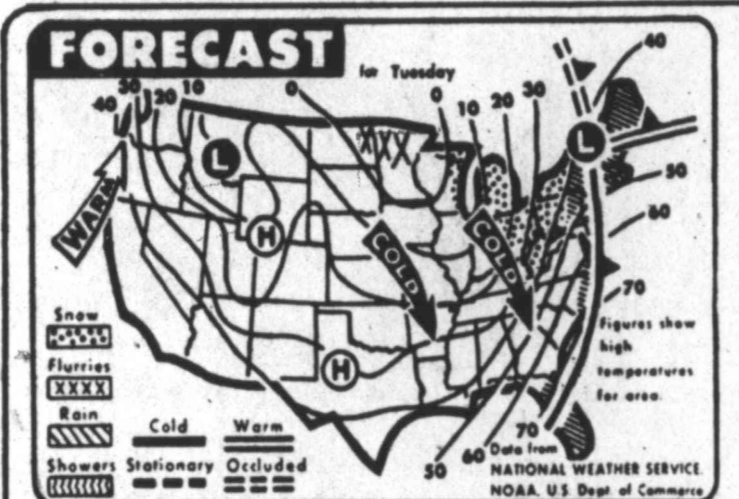 FORECAST
for Tuesday
40 30 20 10 0 0 10 20 30 40
L
L
WARM
H
COLD
COLD
50
60
70
H
Figures show
high
temperatures
for area.
Snow
Flurries
XXXX
Rain
Showers
Cold Warm
Stationary Occluded
XXX
50 60 70
Data from
NATIONAL WEATHER SERVICE.
NOAA, U.S. Dept. of Commerce